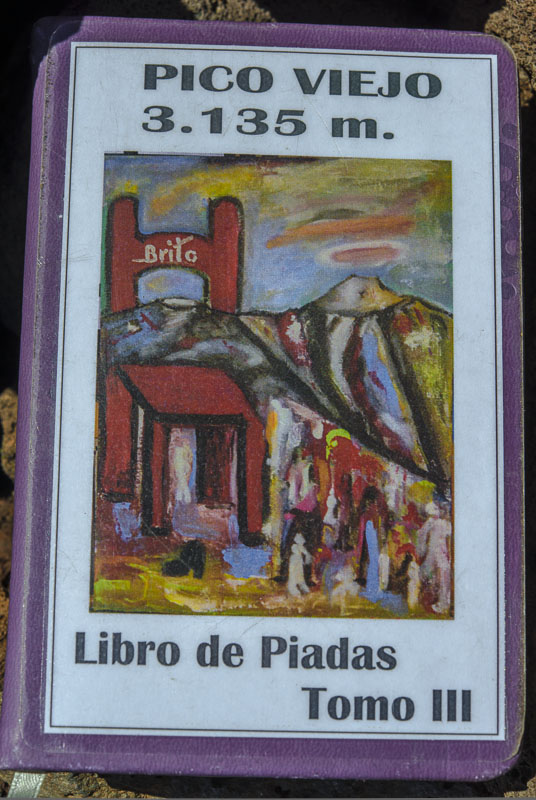 PICO VIEJO
3.135 m.
Brito
Libro de Piadas
Tomo III